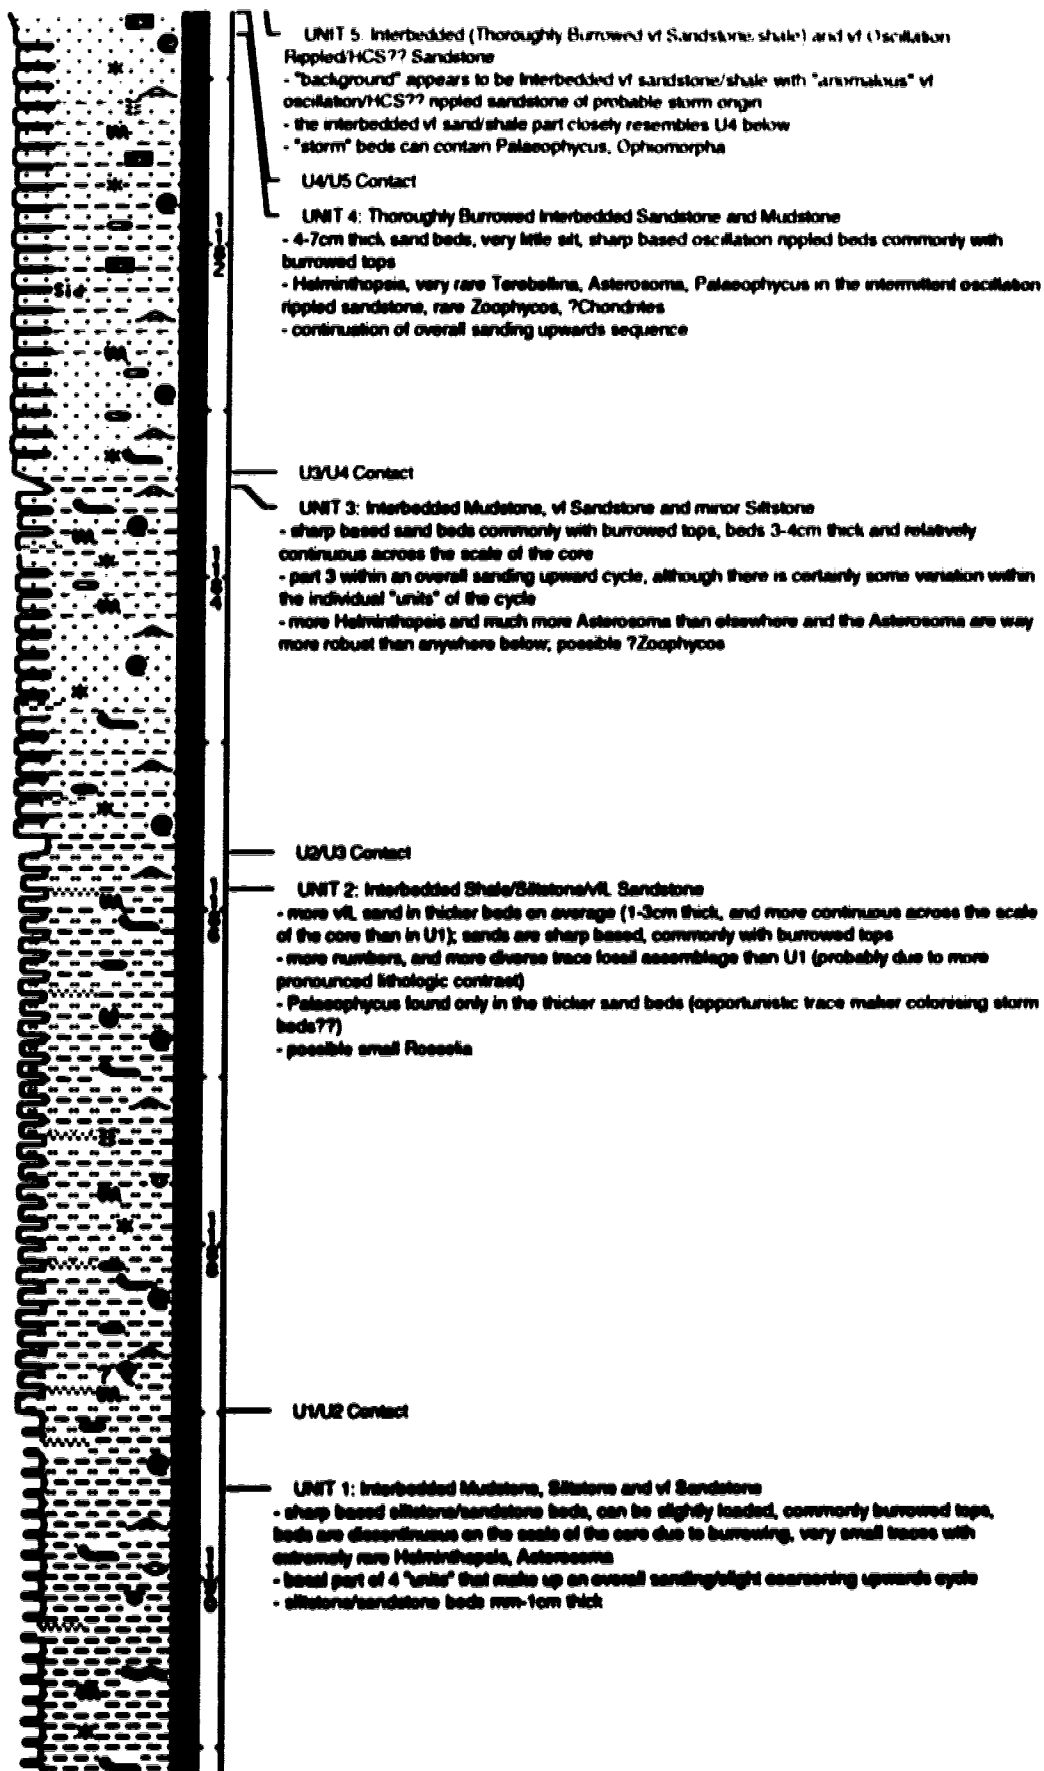 UNIT 5. Interbedded (Thoroughly Burrowed vf Sandstone, shale) and vf Oscillation
Rippled/HCS?? Sandstone
- "background" appears to be Interbedded vf sandstone/shale with "anomalous" vf
oscillation/HCS?? rippled sandstone of probable storm origin
- the interbedded vf sand/shale part closely resembles U4 below
- "storm" beds can contain Palaeophycus, Ophiomorpha
U4/U5 Contact
UNIT 4: Thoroughly Burrowed Interbedded Sandstone and Mudstone
- 4-7cm thick sand beds, very little silt, sharp based oscillation rippled beds commonly with
burrowed tops
- Helminthopsis, very rare Terebellina, Asterosoma, Palaeophycus in the intermittent oscillation
rippled sandstone, rare Zoophycos, ?Chondrites
- continuation of overall sanding upwards sequence
Sid
U3/U4 Contact
UNIT 3: Interbedded Mudstone, vf Sandstone and minor Siltstone
- sharp based sand beds commonly with burrowed tops, beds 3-4cm thick and relatively
continuous across the scale of the core
- part 3 within an overall sanding upward cycle, although there is certainly some variation within
the individual "units" of the cycle
- more Helminthopsis and much more Asterosoma than elsewhere and the Asterosoma are way
more robust than anywhere below; possible ?Zoophycos
U2/U3 Contact
UNIT 2: Interbedded Shale/Siltstone/vfL Sandstone
- more vfL sand in thicker beds on average (1-3cm thick, and more continuous across the scale
of the core than in U1); sands are sharp based, commonly with burrowed tops
- more numbers, and more diverse trace fossil assemblage than U1 (probably due to more
pronounced lithologic contrast)
- Palaeophycus found only in the thicker sand beds (opportunistic trace maker colonising storm
beds??)
- possible small Rosselia
U1/U2 Contact
UNIT 1: Interbedded Mudstone, Siltstone and vf Sandstone
- sharp based siltstone/sandstone beds, can be slightly loaded, commonly burrowed tops,
beds are discontinuous on the scale of the core due to burrowing, very small traces with
extremely rare Helminthopsis, Asterosoma
- basal part of 4 "units" that make up an overall sanding/slight coarsening upwards cycle
- siltstone/sandstone beds mm-1cm thick